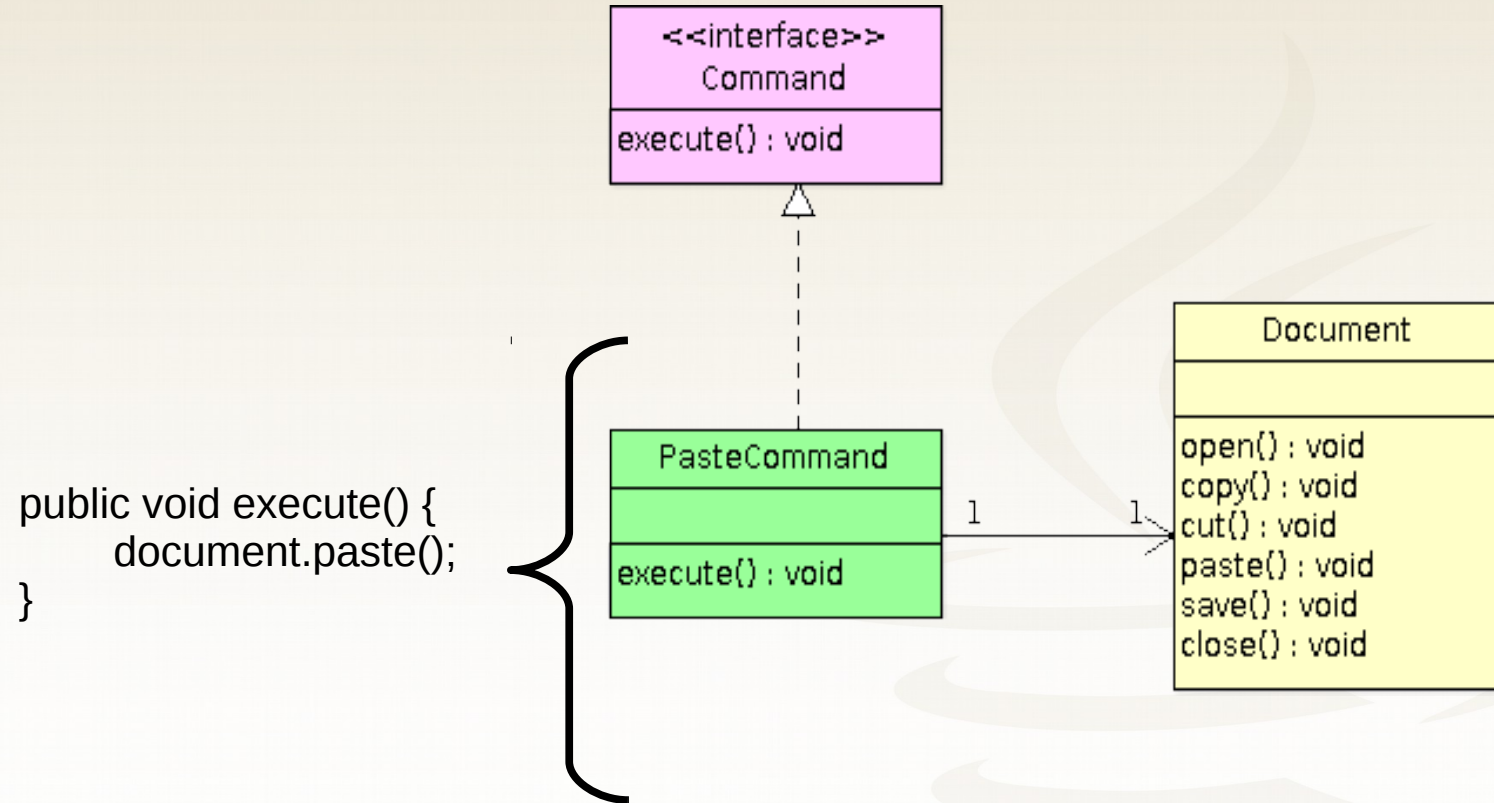 <<interface>>
Command
execute() : void
public void execute() {
document.paste();
}
PasteCommand
execute() : void
1
1
Document
open() : void
copy() : void
cut() : void
paste() : void
save() : void
close() : void